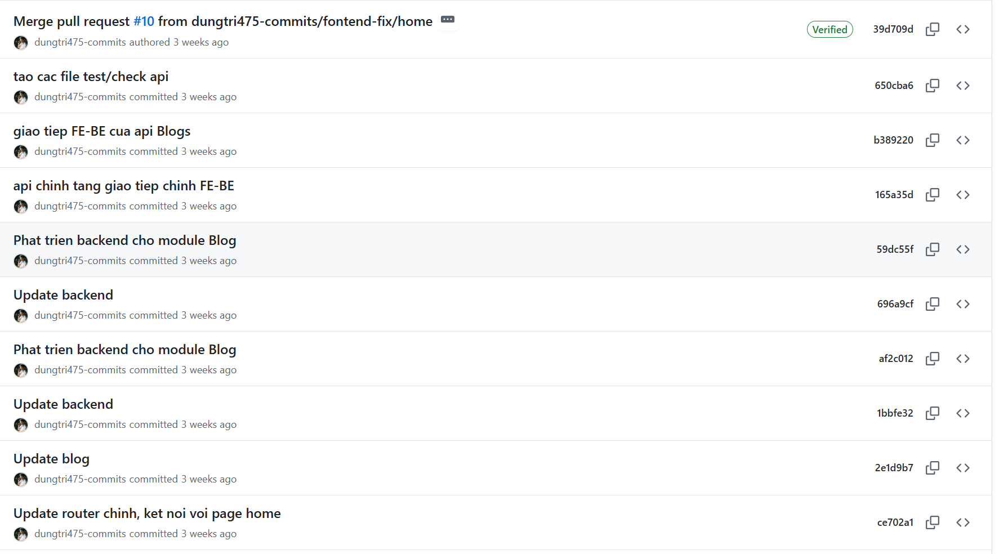 Merge pull request #10 from dungtri475-commits/fontend-fix/home
dungtri475-commits authored 3 weeks ago
Verified
39d709d
tao cac file test/check api
dungtri475-commits committed 3 weeks ago
650cba6
giao tiep FE-BE cua api Blogs
dungtri475-commits committed 3 weeks ago
b389220
api chinh tang giao tiep chinh FE-BE
dungtri475-commits committed 3 weeks ago
165a35d
Phat trien backend cho module Blog
dungtri475-commits committed 3 weeks ago
59dc55f
Update backend
dungtri475-commits committed 3 weeks ago
696a9cf
Phat trien backend cho module Blog
dungtri475-commits committed 3 weeks ago
af2c012
Update backend
dungtri475-commits committed 3 weeks ago
1bbfe32
Update blog
dungtri475-commits committed 3 weeks ago
2e1d9b7
Update router chinh, ket noi voi page home
dungtri475-commits committed 3 weeks ago
ce702a1